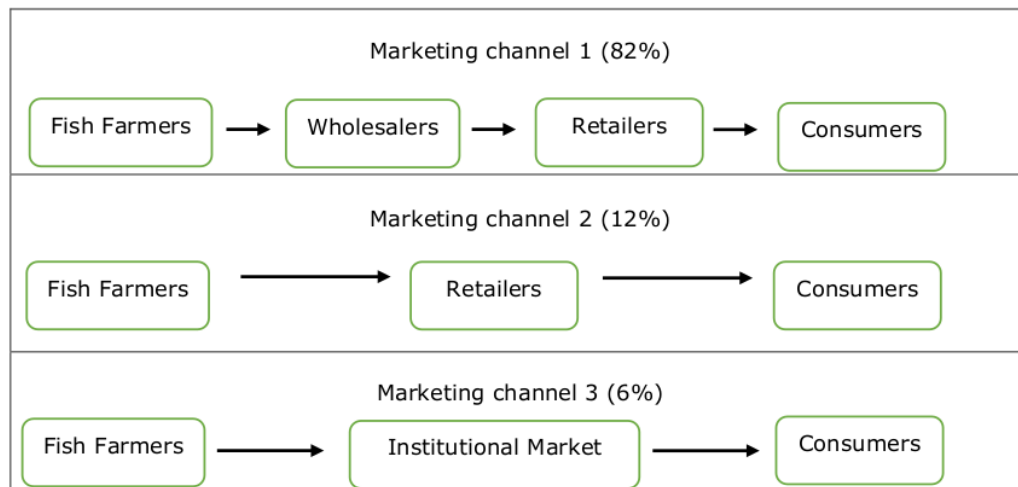 Marketing channel 1 (82%)
Fish Farmers Wholesalers Retailers Consumers
Marketing channel 2 (12%)
Fish Farmers Retailers Consumers
Marketing channel 3 (6%)
Fish Farmers Institutional Market Consumers